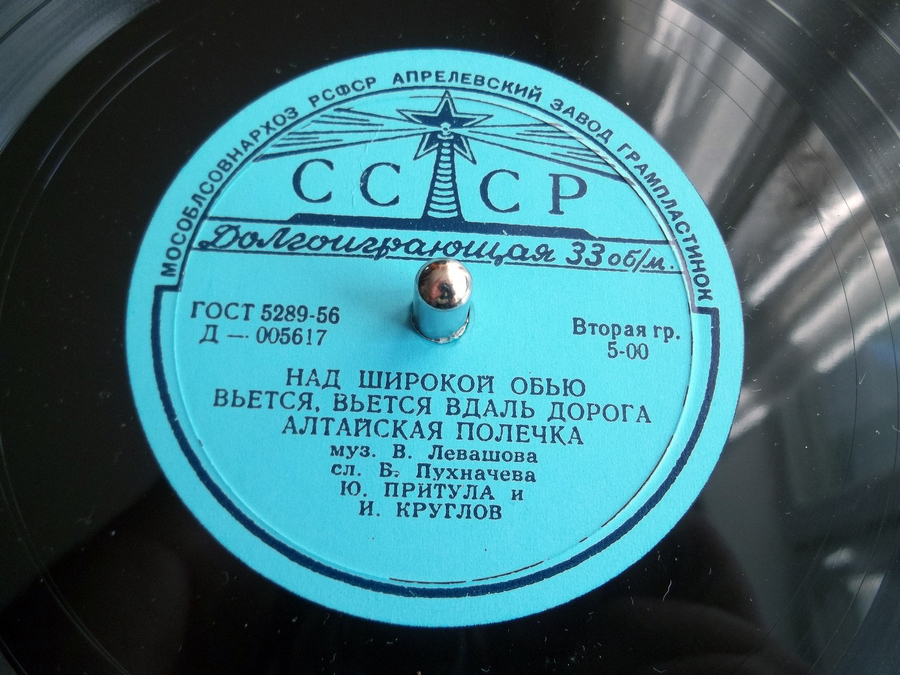 МОСОБЛСОВНАРХОЗ РСФСР АПРЕЛЕВСКИЙ ЗАВОД ГРАМПЛАСТИНОК
СССР
Долгоиграющая 33 об/м.
ГОСТ 5289-56
Д — 005617
Вторая гр.
5-00
НАД ШИРОКОЙ ОБЬЮ
ВЬЕТСЯ, ВЬЕТСЯ ВДАЛЬ ДОРОГА
АЛТАЙСКАЯ ПОЛЕЧКА
муз. В. Левашова
сл. Б. Пухначева
Ю. ПРИТУЛА и
И. КРУГЛОВ